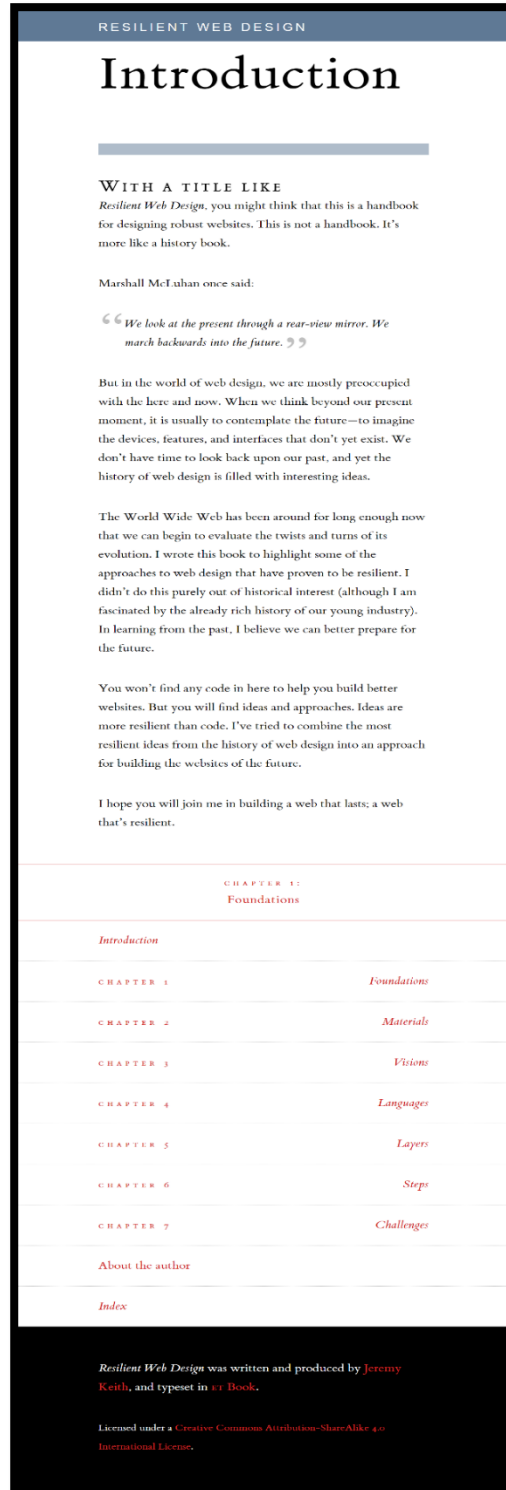 RESILIENT WEB DESIGN
Introduction
WITH A TITLE LIKE
Resilient Web Design, you might think that this is a handbook
for designing robust websites. This is not a handbook. It's
more like a history book.
Marshall McLuhan once said:
“We look at the present through a rear-view mirror. We
march backwards into the future.”
But in the world of web design, we are mostly preoccupied
with the here and now. When we think beyond our present
moment, it is usually to contemplate the future—to imagine
the devices, features, and interfaces that don't yet exist. We
don't have time to look back upon our past, and yet the
history of web design is filled with interesting ideas.
The World Wide Web has been around for long enough now
that we can begin to evaluate the twists and turns of its
evolution. I wrote this book to highlight some of the
approaches to web design that have proven to be resilient. I
didn't do this purely out of historical interest (although I am
fascinated by the already rich history of our young industry).
In learning from the past, I believe we can better prepare for
the future.
You won't find any code in here to help you build better
websites. But you will find ideas and approaches. Ideas are
more resilient than code. I've tried to combine the most
resilient ideas from the history of web design into an approach
for building the websites of the future.
I hope you will join me in building a web that lasts; a web
that's resilient.
CHAPTER 1:
Foundations
Introduction
CHAPTER 1 Foundations
CHAPTER 2 Materials
CHAPTER 3 Visions
CHAPTER 4 Languages
CHAPTER 5 Layers
CHAPTER 6 Steps
CHAPTER 7 Challenges
About the author
Index
Resilient Web Design was written and produced by Jeremy
Keith, and typeset in ET Book.
Licensed under a Creative Commons Attribution-ShareAlike 4.0
International License.